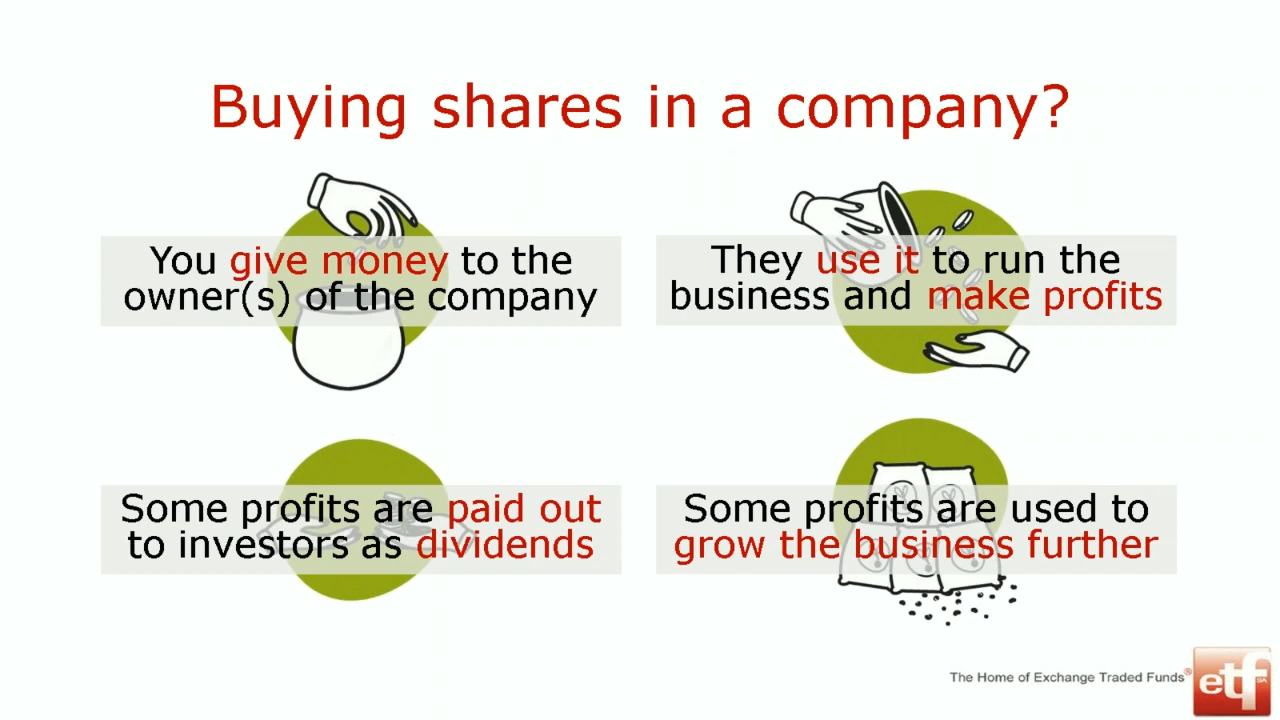 Buying shares in a company?
You give money to the
owner(s) of the company
They use it to run the
business and make profits
Some profits are paid out
to investors as dividends
Some profits are used to
grow the business further
The Home of Exchange Traded Funds®
etf
SA